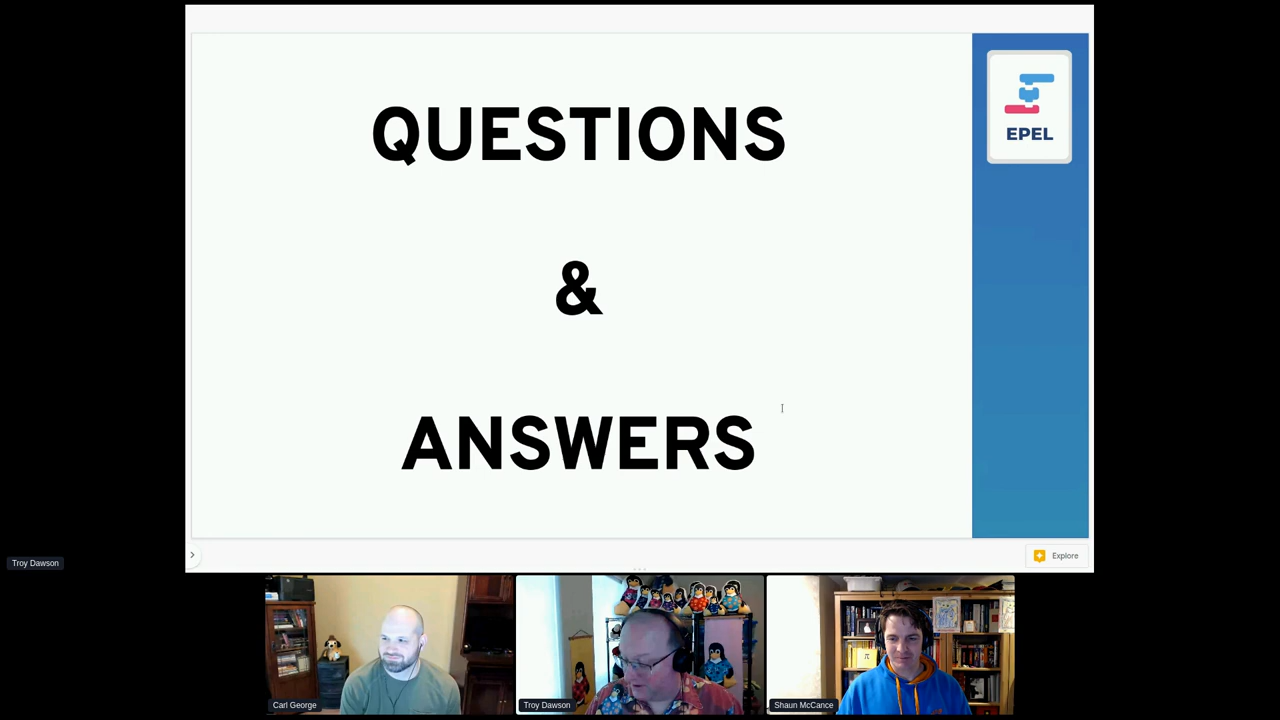 QUESTIONS
&
ANSWERS
EPEL
Explore
Troy Dawson
Carl George
Troy Dawson
Shaun McCance